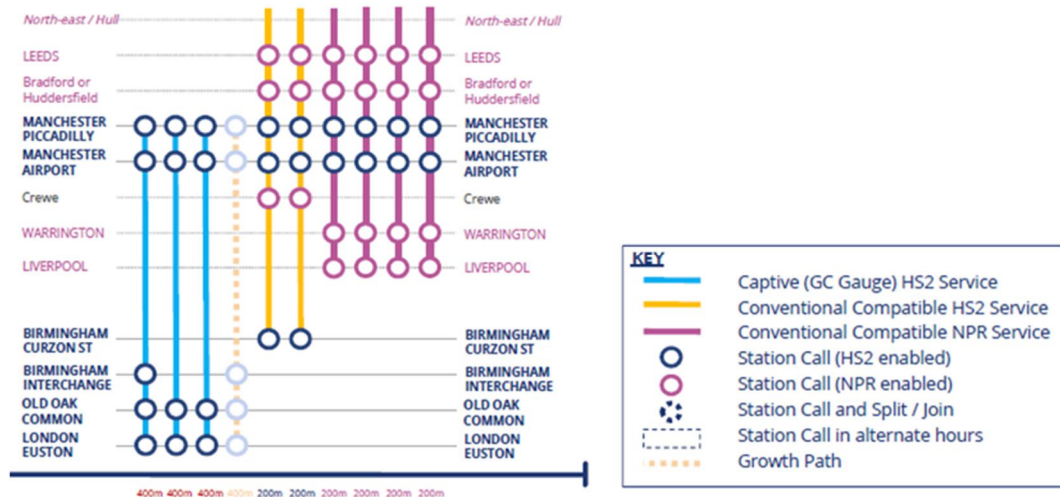 North-east / Hull
North-east / Hull
LEEDS
LEEDS
Bradford or
Huddersfield
Bradford or
Huddersfield
MANCHESTER
PICCADILLY
MANCHESTER
PICCADILLY
MANCHESTER
AIRPORT
MANCHESTER
AIRPORT
Crewe
Crewe
WARRINGTON
WARRINGTON
LIVERPOOL
LIVERPOOL
BIRMINGHAM
CURZON ST
BIRMINGHAM
CURZON ST
BIRMINGHAM
INTERCHANGE
BIRMINGHAM
INTERCHANGE
OLD OAK
COMMON
OLD OAK
COMMON
LONDON
EUSTON
LONDON
EUSTON
400m 400m 400m 400m 200m 200m 200m 200m 200m 200m
KEY
Captive (GC Gauge) HS2 Service
Conventional Compatible HS2 Service
Conventional Compatible NPR Service
Station Call (HS2 enabled)
Station Call (NPR enabled)
Station Call and Split / Join
Station Call in alternate hours
Growth Path